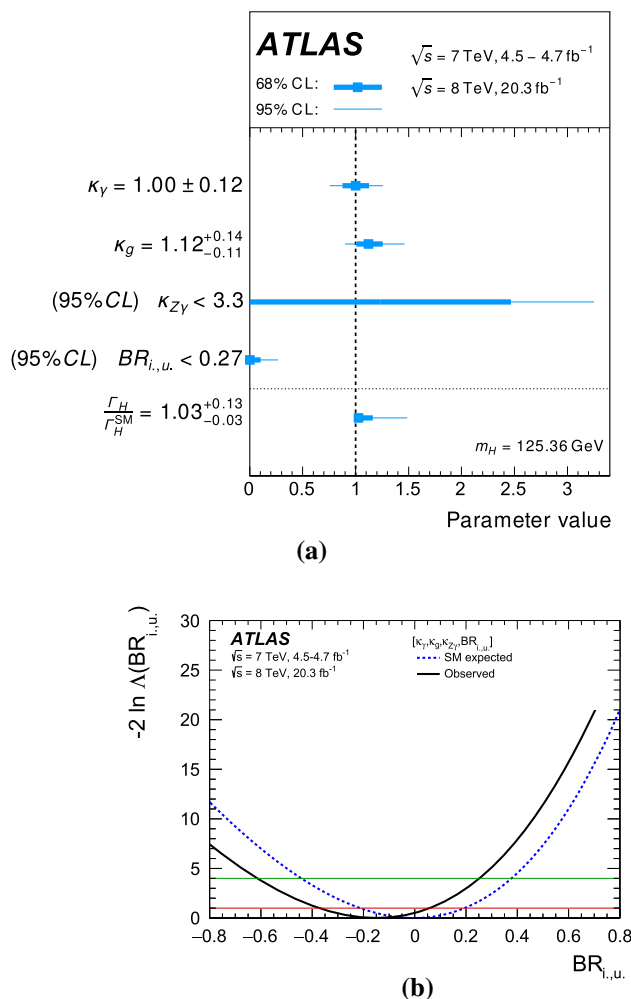 ATLAS
√s = 7 TeV, 4.5 – 4.7 fb⁻¹
68% CL:
√s = 8 TeV, 20.3 fb⁻¹
95% CL:
κγ = 1.00 ± 0.12
κg = 1.12 +0.14 −0.11
(95% CL) κZγ < 3.3
(95% CL) BRi.,u. < 0.27
ΓH / ΓH^SM = 1.03 +0.13 −0.03
mH = 125.36 GeV
0 0.5 1 1.5 2 2.5 3
Parameter value
(a)
-2 ln Λ(BRi.,u.)
30
25
20
15
10
5
0
ATLAS
√s = 7 TeV, 4.5-4.7 fb⁻¹
√s = 8 TeV, 20.3 fb⁻¹
[κγ,κg,κZγ,BRi.,u.]
SM expected
Observed
−0.8 −0.6 −0.4 −0.2 0 0.2 0.4 0.6 0.8
BRi.,u.
(b)